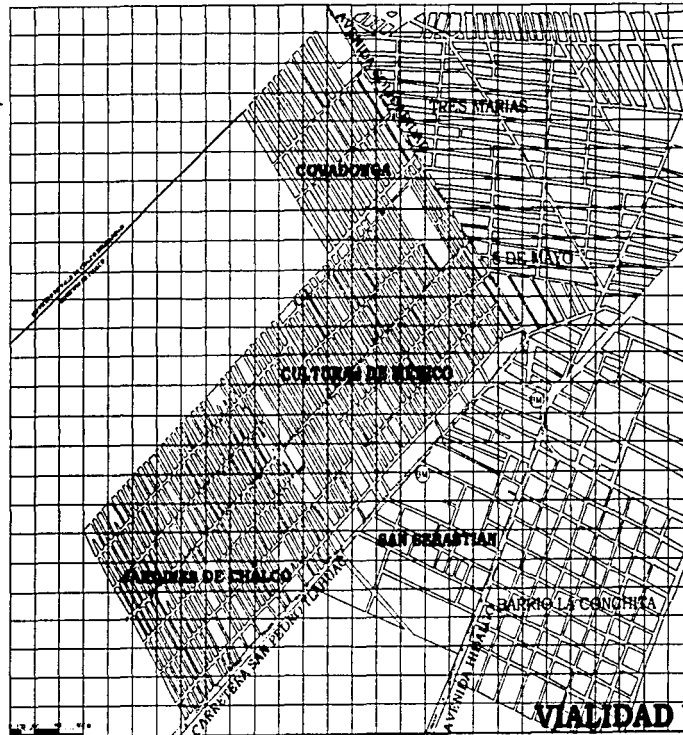 TRES MARIAS
COVADONGA
5 DE MAYO
CULTURAS DE MEXICO
SAN SEBASTIAN
JARDINES DE CHALCO
BARRIO LA CONCHITA
CARRETERA SAN PEDRO TLAHUAC
AVENIDA HIDALGO
VIALIDAD